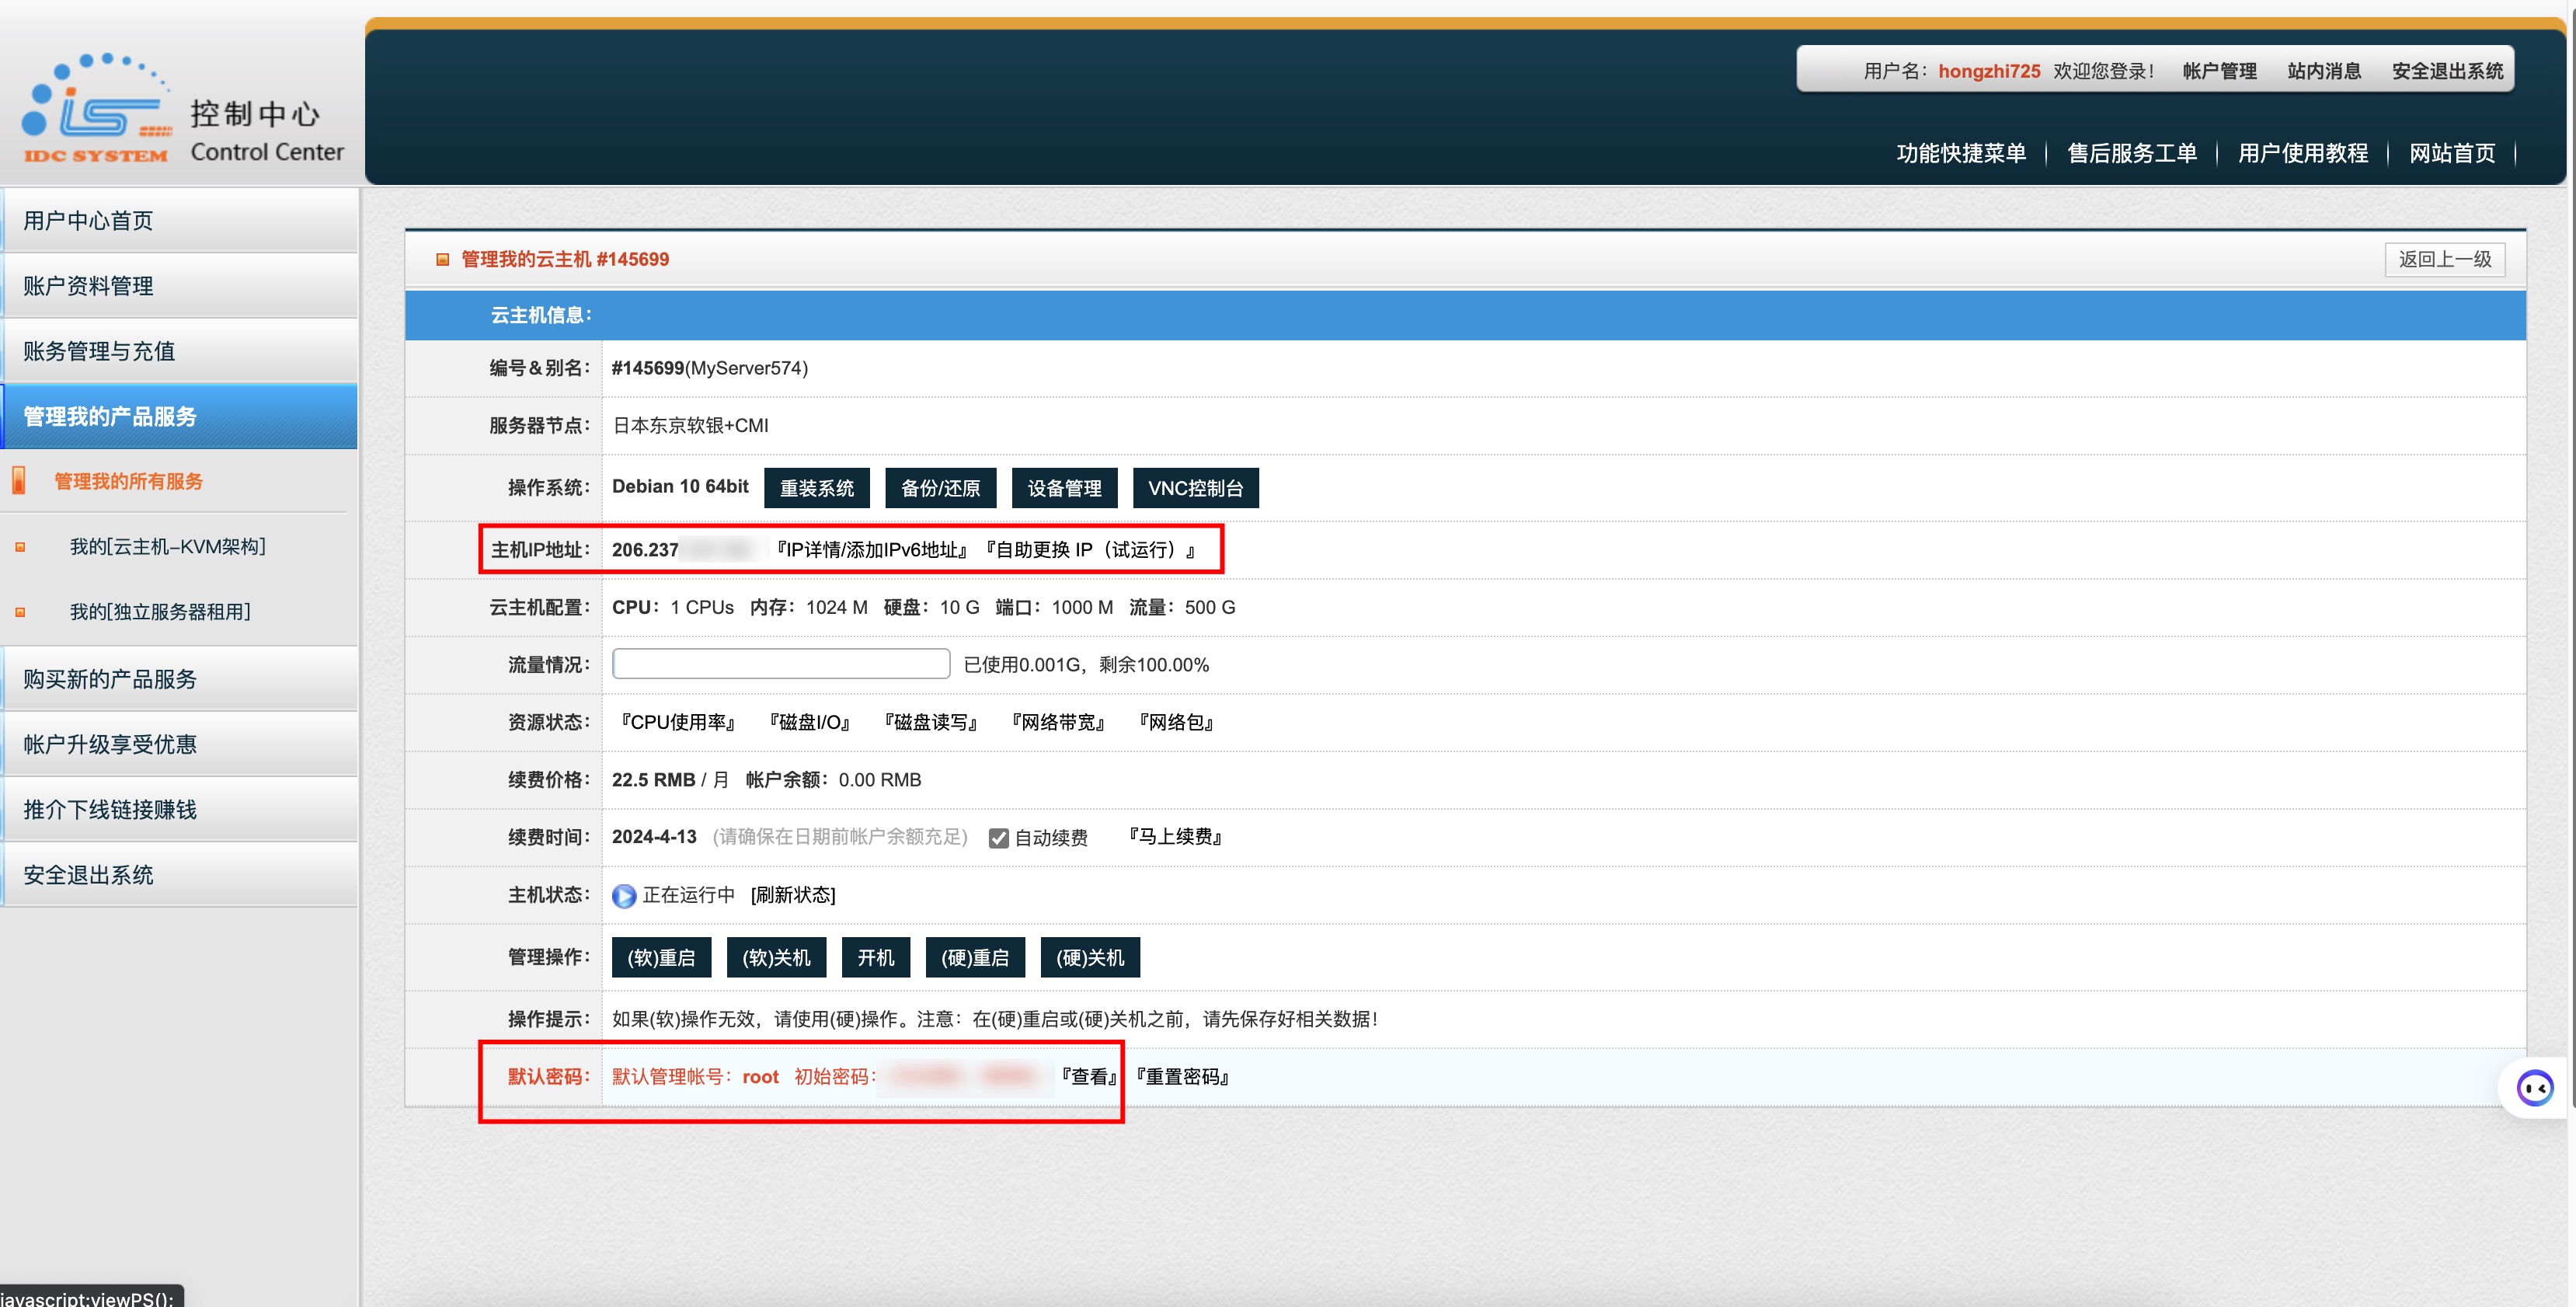 iS
IDC SYSTEM
控制中心
Control Center
用户名：hongzhi725 欢迎您登录！ 帐户管理 站内消息 安全退出系统
功能快捷菜单 售后服务工单 用户使用教程 网站首页
用户中心首页
账户资料管理
账务管理与充值
管理我的产品服务
管理我的所有服务
我的[云主机-KVM架构]
我的[独立服务器租用]
购买新的产品服务
帐户升级享受优惠
推介下线链接赚钱
安全退出系统
管理我的云主机 #145699 返回上一级
云主机信息：
编号＆别名： #145699(MyServer574)
服务器节点： 日本东京软银+CMI
操作系统： Debian 10 64bit 重装系统 备份/还原 设备管理 VNC控制台
主机IP地址： 206.237 『IP详情/添加IPv6地址』『自助更换 IP（试运行）』
云主机配置： CPU：1 CPUs 内存：1024 M 硬盘：10 G 端口：1000 M 流量：500 G
流量情况： 已使用0.001G，剩余100.00%
资源状态： 『CPU使用率』 『磁盘I/O』 『磁盘读写』 『网络带宽』 『网络包』
续费价格： 22.5 RMB / 月 帐户余额：0.00 RMB
续费时间： 2024-4-13 (请确保在日期前帐户余额充足) 自动续费 『马上续费』
主机状态： 正在运行中 [刷新状态]
管理操作： (软)重启 (软)关机 开机 (硬)重启 (硬)关机
操作提示： 如果(软)操作无效，请使用(硬)操作。注意：在(硬)重启或(硬)关机之前，请先保存好相关数据！
默认密码： 默认管理帐号：root 初始密码： 『查看』 『重置密码』
javascript:viewPS();